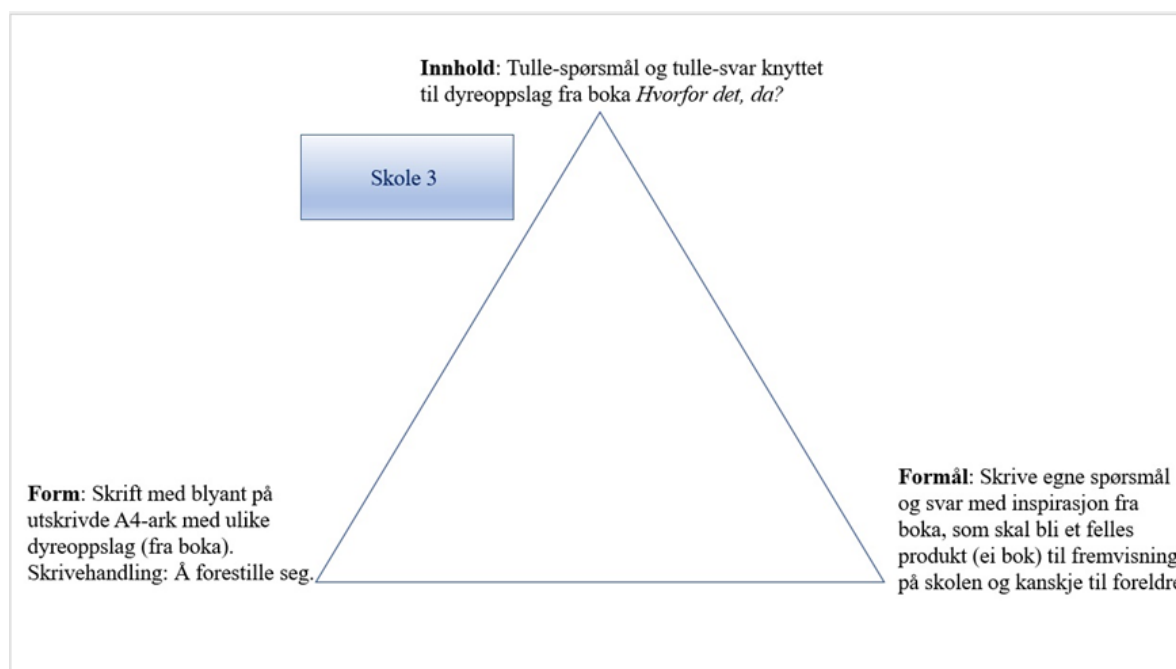 Innhold: Tulle-spørsmål og tulle-svar knyttet
til dyreoppslag fra boka Hvorfor det, da?
Skole 3
Form: Skrift med blyant på
utskrivde A4-ark med ulike
dyreoppslag (fra boka).
Skrivehandling: Å forestille seg.
Formål: Skrive egne spørsmål
og svar med inspirasjon fra
boka, som skal bli et felles
produkt (ei bok) til fremvisning
på skolen og kanskje til foreldre